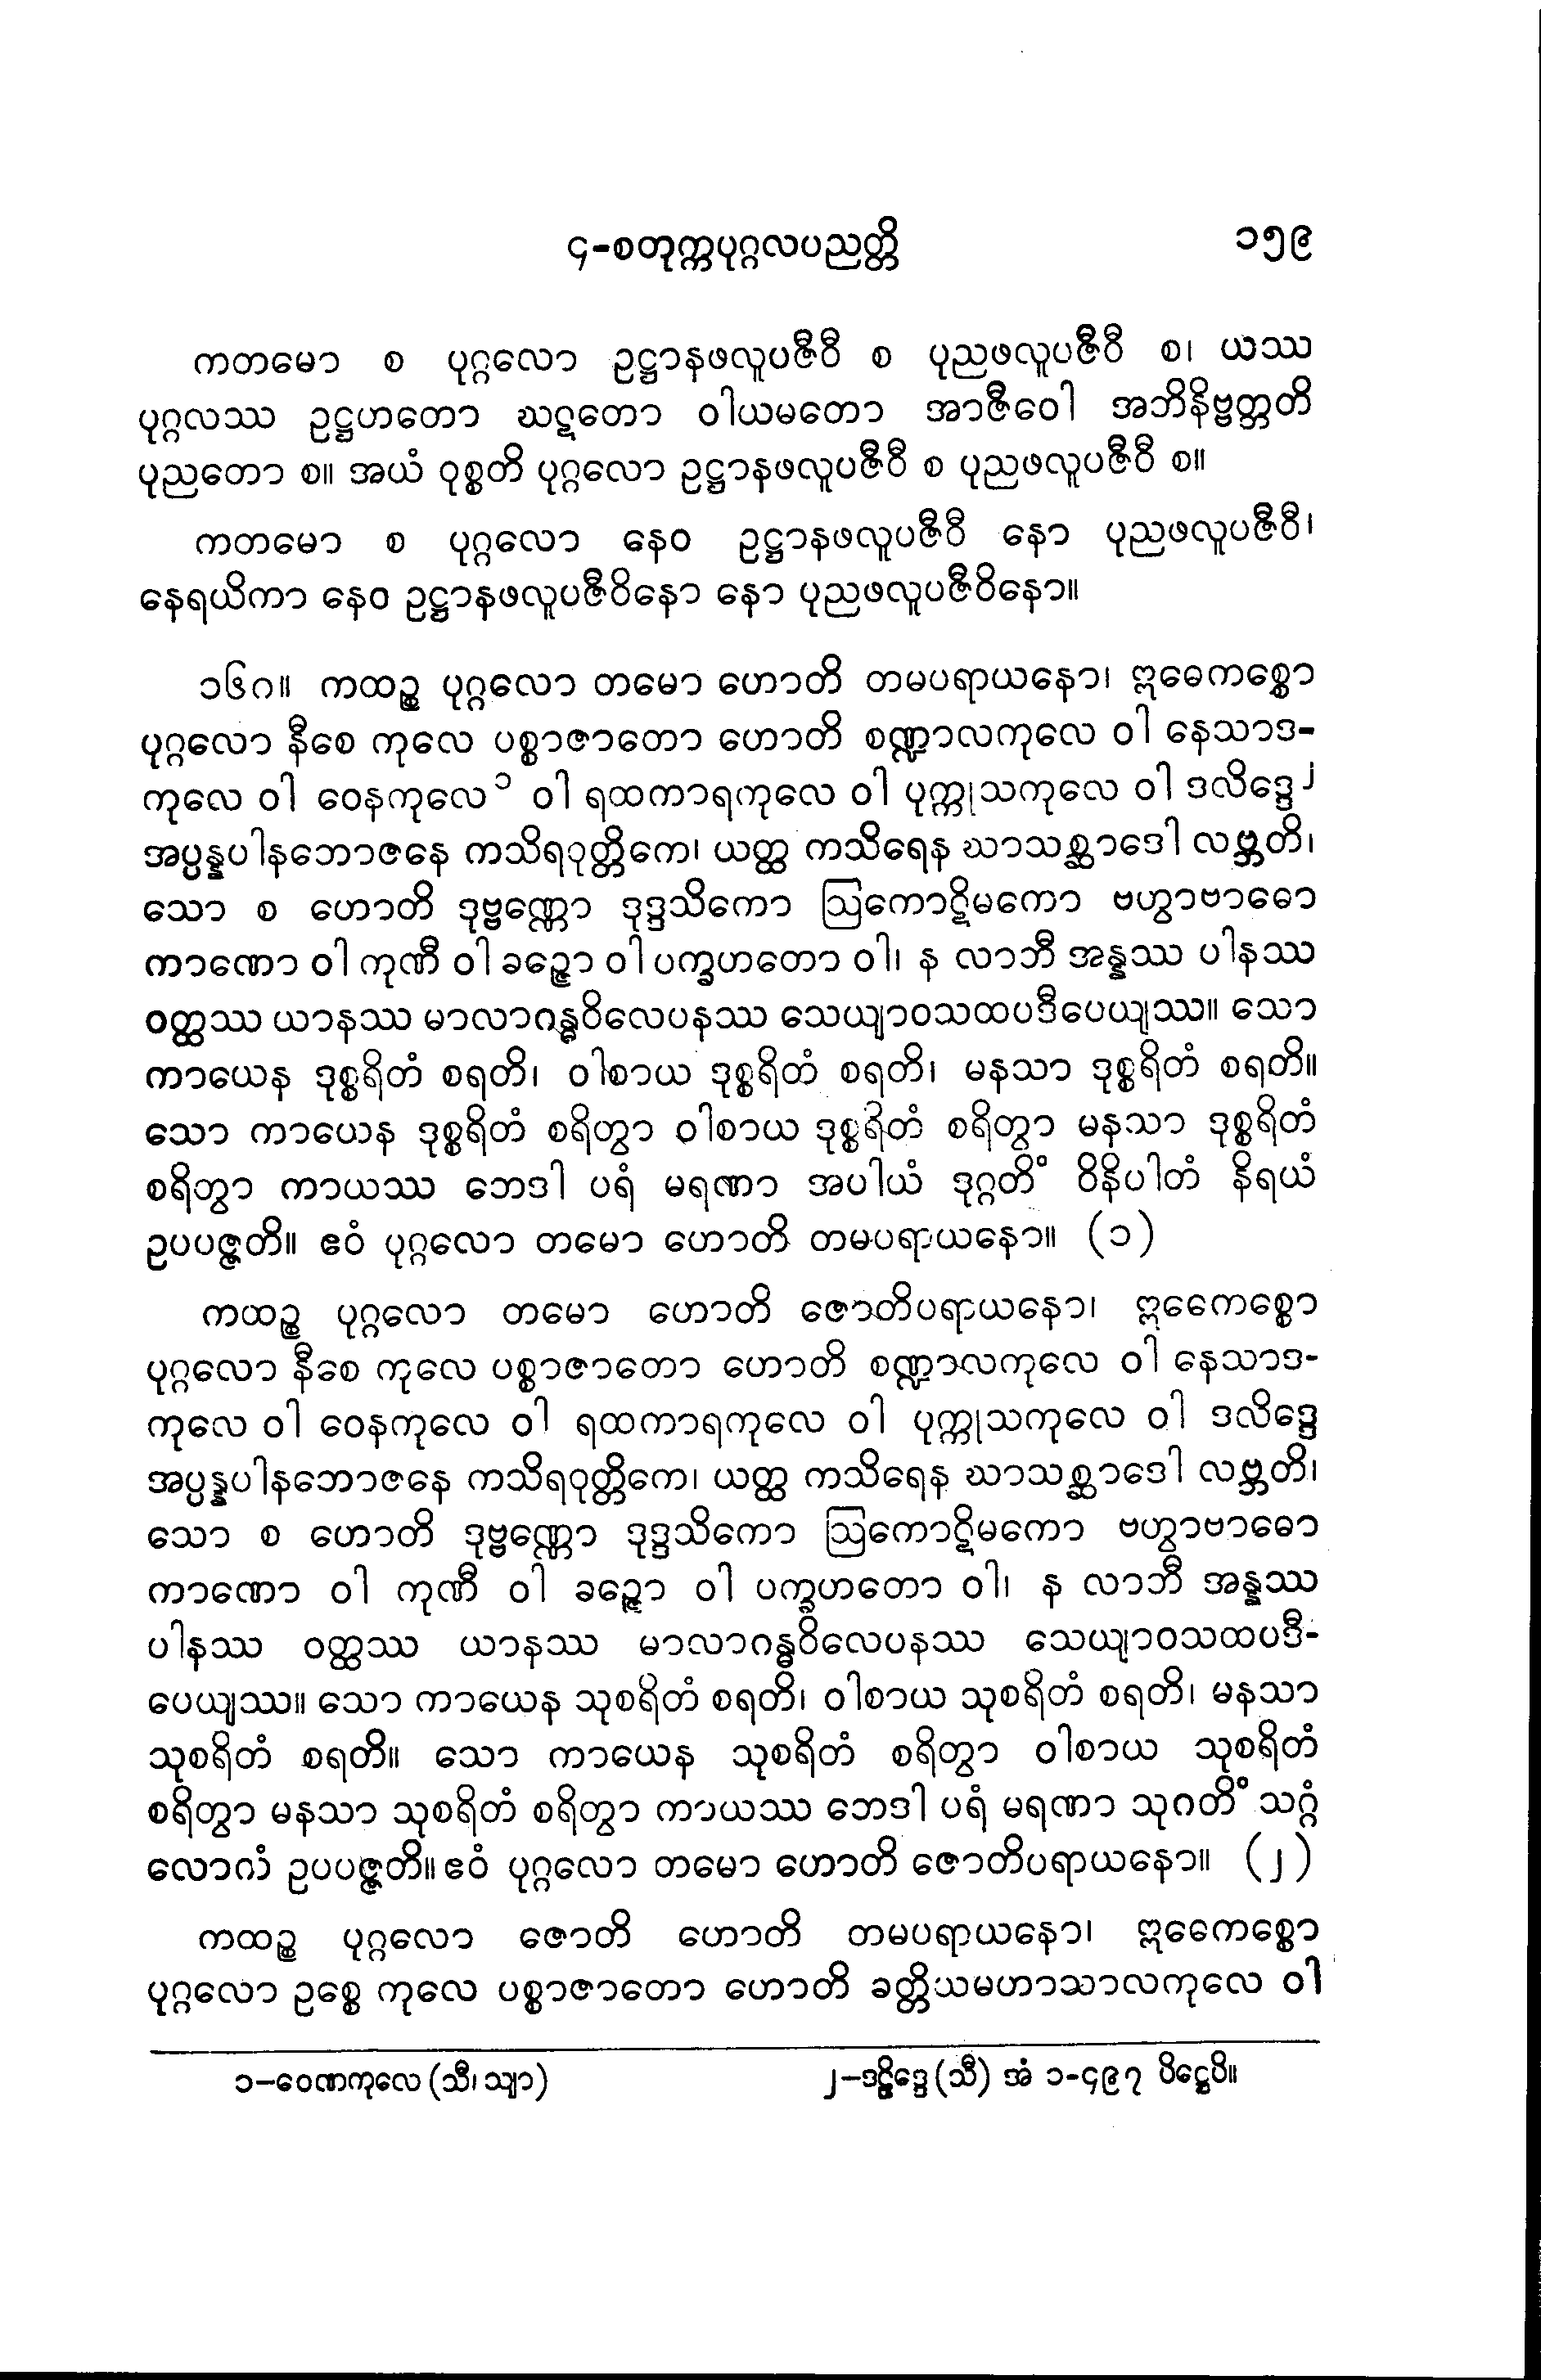 ၄-စတုက္ကပုဂ္ဂလပညတ္တိ ၁၅၉
ကတမော စ ပုဂ္ဂလော ဥဋ္ဌာနဖလူပဇီဝီ စ ပုညဖလူပဇီဝီ စ၊ ယဿ
ပုဂ္ဂလဿ ဥဋ္ဌဟတော ဃဋတော ဝါယမတော အာဇီဝေါ အဘိနိဗ္ဗတ္တတိ
ပုညတော စ။ အယံ ဝုစ္စတိ ပုဂ္ဂလော ဥဋ္ဌာနဖလူပဇီဝီ စ ပုညဖလူပဇီဝီ စ။
ကတမော စ ပုဂ္ဂလော နေဝ ဥဋ္ဌာနဖလူပဇီဝီ နော ပုညဖလူပဇီဝီ၊
နေရယိကာ နေဝ ဥဋ္ဌာနဖလူပဇီဝိနော နော ပုညဖလူပဇီဝိနော။
၁၆၈။ ကထဉ္စ ပုဂ္ဂလော တမော ဟောတိ တမပရာယနော၊ ဣဓေကစ္စော
ပုဂ္ဂလော နီစေ ကုလေ ပစ္စာဇာတော ဟောတိ စဏ္ဍာလကုလေ ဝါ နေသာဒ-
ကုလေ ဝါ ဝေနကုလေ ၁ ဝါ ရထကာရကုလေ ဝါ ပုက္ကုသကုလေ ဝါ ဒလိဒ္ဒေ ၂
အပ္ပန္နပါနဘောဇနေ ကသိရဝုတ္တိကေ၊ ယတ္ထ ကသိရေန ဃာသစ္ဆာဒေါ လဗ္ဘတိ၊
သော စ ဟောတိ ဒုဗ္ဗဏ္ဏော ဒုဒ္ဒသိကော ဩကောဋိမကော ဗဟွာဗာဓော
ကာဏော ဝါ ကုဏီ ဝါ ခဉ္ဇော ဝါ ပက္ခဟတော ဝါ၊ န လာဘီ အန္နဿ ပါနဿ
ဝတ္ထဿ ယာနဿ မာလာဂန္ဓဝိလေပနဿ သေယျာဝသထပဒီပေယျဿ။ သော
ကာယေန ဒုစ္စရိတံ စရတိ၊ ဝါစာယ ဒုစ္စရိတံ စရတိ၊ မနသာ ဒုစ္စရိတံ စရတိ။
သော ကာယေန ဒုစ္စရိတံ စရိတွာ ဝါစာယ ဒုစ္စရိတံ စရိတွာ မနသာ ဒုစ္စရိတံ
စရိတွာ ကာယဿ ဘေဒါ ပရံ မရဏာ အပါယံ ဒုဂ္ဂတိံ ဝိနိပါတံ နိရယံ
ဥပပဇ္ဇတိ။ ဧဝံ ပုဂ္ဂလော တမော ဟောတိ တမပရာယနော။ (၁)
ကထဉ္စ ပုဂ္ဂလော တမော ဟောတိ ဇောတိပရာယနော၊ ဣဓေကစ္စော
ပုဂ္ဂလော နီစေ ကုလေ ပစ္စာဇာတော ဟောတိ စဏ္ဍာလကုလေ ဝါ နေသာဒ-
ကုလေ ဝါ ဝေနကုလေ ဝါ ရထကာရကုလေ ဝါ ပုက္ကုသကုလေ ဝါ ဒလိဒ္ဒေ
အပ္ပန္နပါနဘောဇနေ ကသိရဝုတ္တိကေ၊ ယတ္ထ ကသိရေန ဃာသစ္ဆာဒေါ လဗ္ဘတိ၊
သော စ ဟောတိ ဒုဗ္ဗဏ္ဏော ဒုဒ္ဒသိကော ဩကောဋိမကော ဗဟွာဗာဓော
ကာဏော ဝါ ကုဏီ ဝါ ခဉ္ဇော ဝါ ပက္ခဟတော ဝါ၊ န လာဘီ အန္နဿ
ပါနဿ ဝတ္ထဿ ယာနဿ မာလာဂန္ဓဝိလေပနဿ သေယျာဝသထပဒီ-
ပေယျဿ။ သော ကာယေန သုစရိတံ စရတိ၊ ဝါစာယ သုစရိတံ စရတိ၊ မနသာ
သုစရိတံ စရတိ။ သော ကာယေန သုစရိတံ စရိတွာ ဝါစာယ သုစရိတံ
စရိတွာ မနသာ သုစရိတံ စရိတွာ ကာယဿ ဘေဒါ ပရံ မရဏာ သုဂတိံ သဂ္ဂံ
လောကံ ဥပပဇ္ဇတိ။ ဧဝံ ပုဂ္ဂလော တမော ဟောတိ ဇောတိပရာယနော။ (၂)
ကထဉ္စ ပုဂ္ဂလော ဇောတိ ဟောတိ တမပရာယနော၊ ဣဓေကစ္စော
ပုဂ္ဂလော ဥစ္စေ ကုလေ ပစ္စာဇာတော ဟောတိ ခတ္တိယမဟာသာလကုလေ ဝါ
၁-ဝေဏကုလေ (သီ၊ သျာ) ၂-ဒဠိဒ္ဒေ (သီ) အံ ၁-၄၉၇ ပိဋ္ဌေပိ။